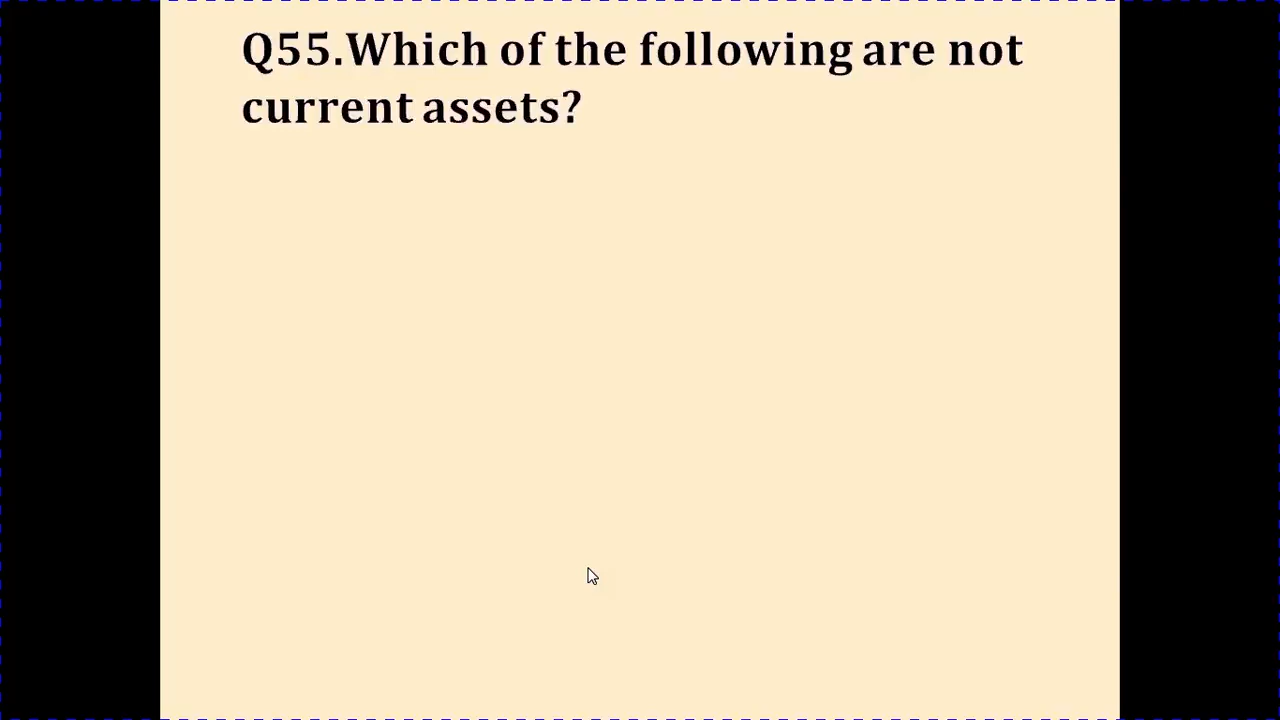 Q55.Which of the following are not
current assets?